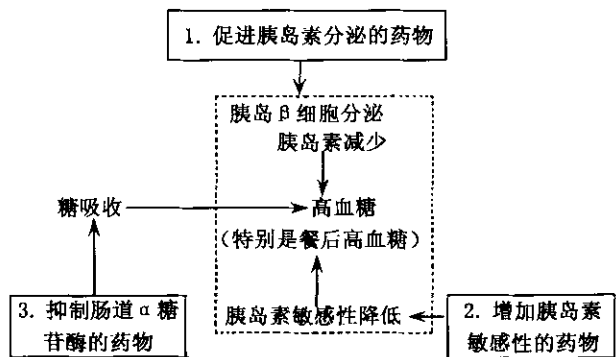 1. 促进胰岛素分泌的药物
胰岛β细胞分泌
胰岛素减少
糖吸收
高血糖
(特别是餐后高血糖)
3. 抑制肠道α糖
苷酶的药物
胰岛素敏感性降低
2. 增加胰岛素
敏感性的药物